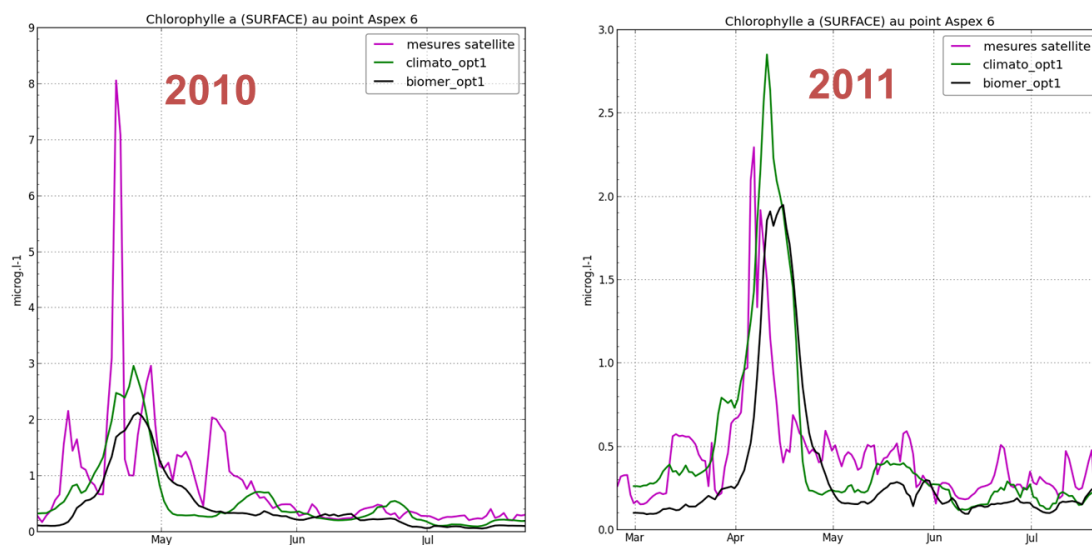 Chlorophylle a (SURFACE) au point Aspex 6
9
8
7
6
5
4
3
2
1
0
microg.l-1
mesures satellite
climato_opt1
biomer_opt1
2010
May
Jun
Jul
Chlorophylle a (SURFACE) au point Aspex 6
3.0
2.5
2.0
1.5
1.0
0.5
0.0
microg.l-1
mesures satellite
climato_opt1
biomer_opt1
2011
Mar
Apr
May
Jun
Jul